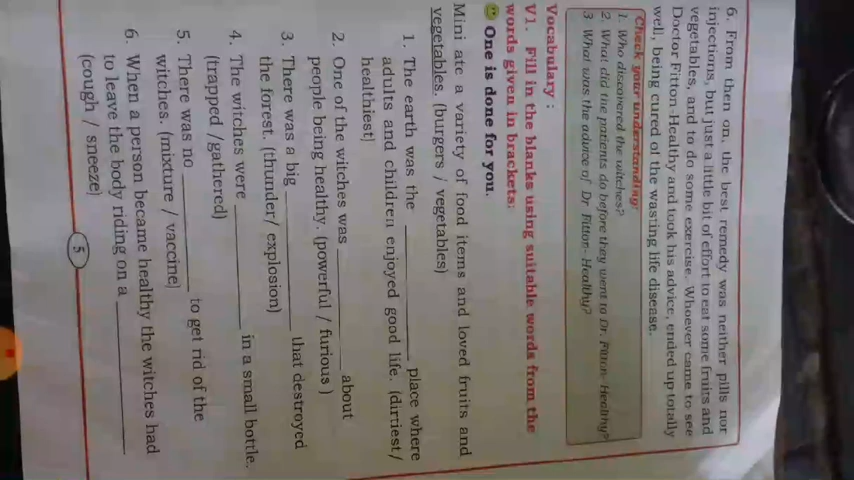 6. From then on, the best remedy was neither pills nor
injections, but just a little bit of effort to eat some fruits and
vegetables, and to do some exercise. Whoever came to see
Doctor Fitton-Healthy and took his advice, ended up totally
well, being cured of the wasting life disease.
Check your understanding:
1. Who discovered the witches?
2. What did the patients do before they went to Dr. Fitton- Healthy?
3. What was the advice of Dr. Fitton- Healthy?
Vocabulary :
V1. Fill in the blanks using suitable words from the
words given in brackets:
One is done for you.
Mini ate a variety of food items and loved fruits and
vegetables. (burgers / vegetables)
1. The earth was the ________ place where
adults and children enjoyed good life. (dirtiest/
healthiest)
2. One of the witches was ________ about
people being healthy. (powerful / furious )
3. There was a big ________ that destroyed
the forest. (thunder/ explosion)
4. The witches were ________ in a small bottle.
(trapped /gathered)
5. There was no ________ to get rid of the
witches. (mixture / vaccine)
6. When a person became healthy the witches had
to leave the body riding on a ________
(cough / sneeze)
5